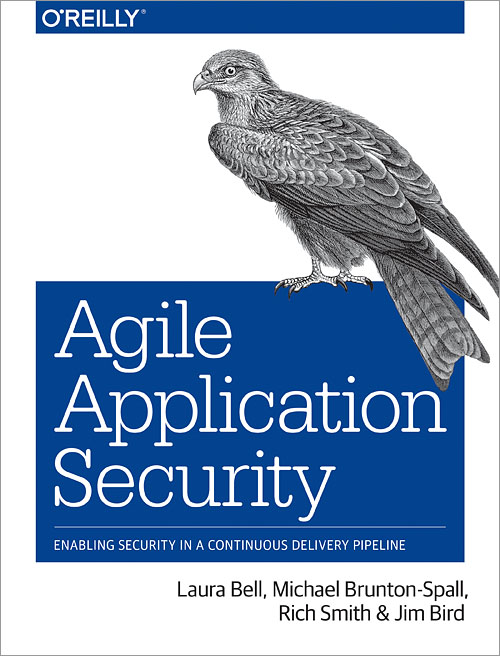 O'REILLY®
Agile
Application
Security
ENABLING SECURITY IN A CONTINUOUS DELIVERY PIPELINE
Laura Bell, Michael Brunton-Spall,
Rich Smith & Jim Bird